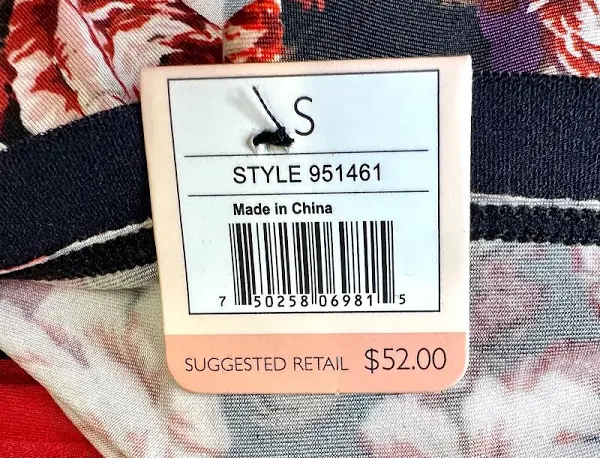 S
STYLE 951461
Made in China
7 50258 06981 5
SUGGESTED RETAIL $52.00